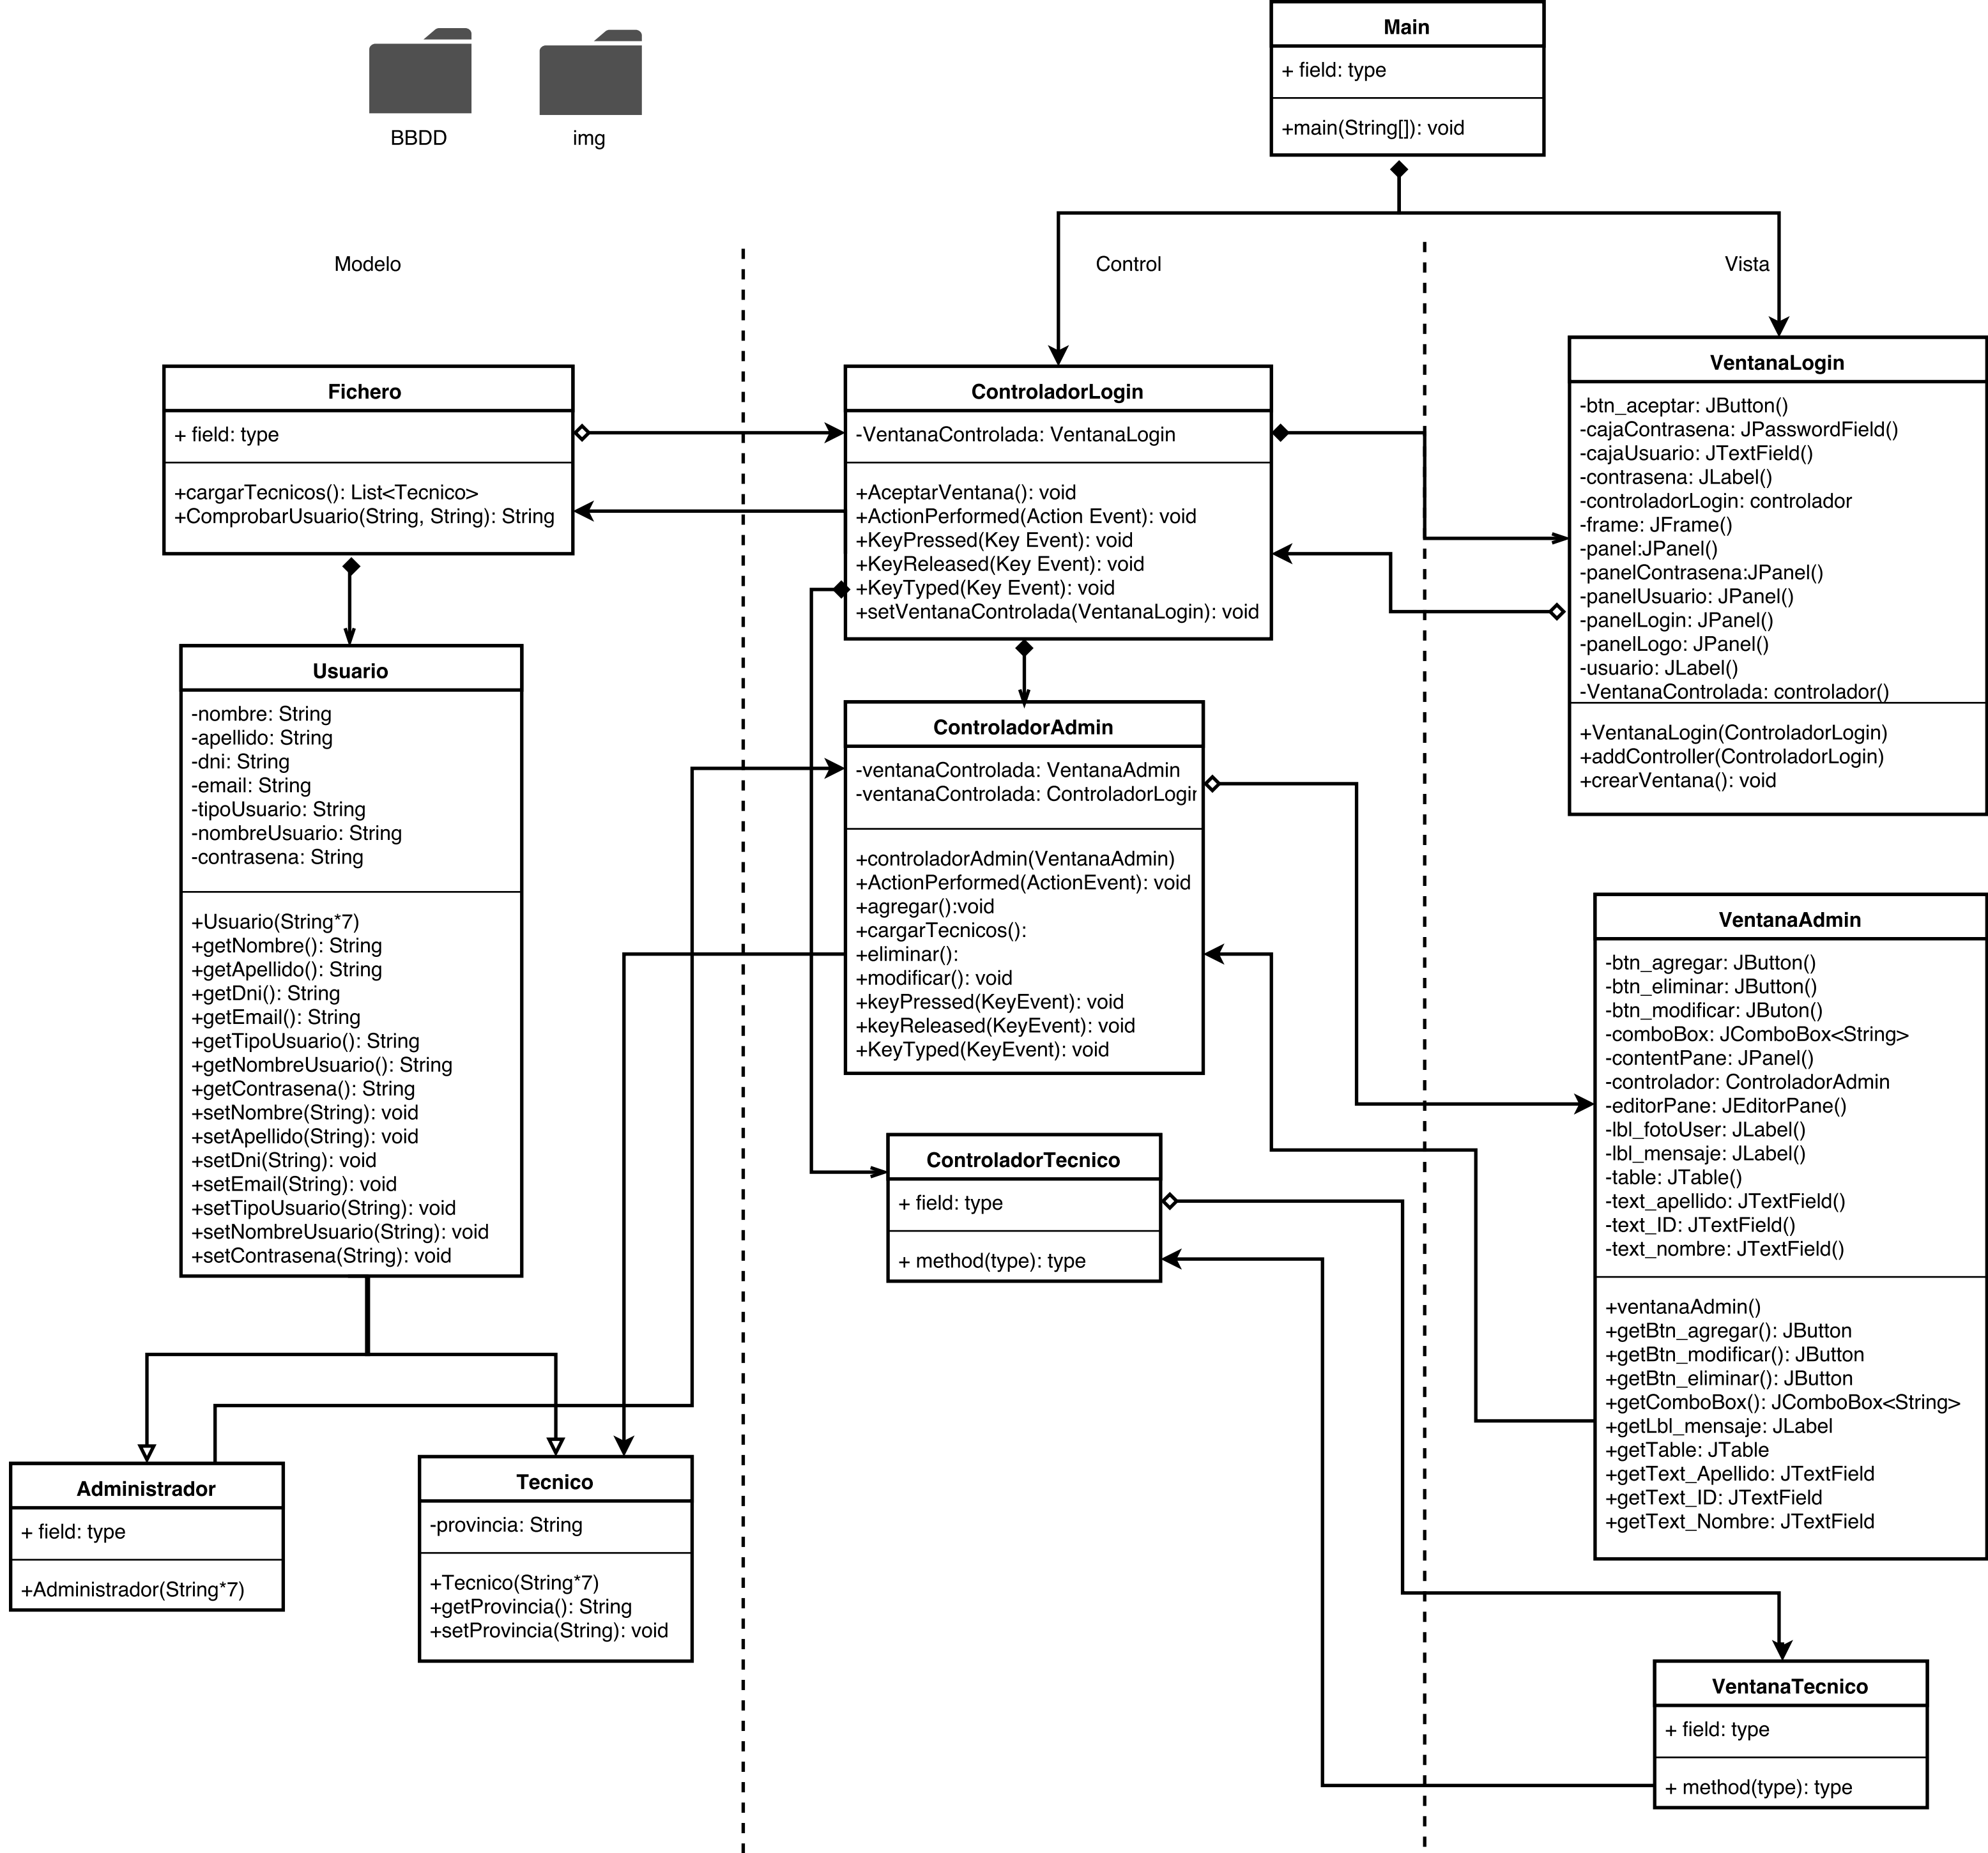 BBDD
img
Main
+ field: type
+main(String[]): void
Modelo
Control
Vista
Fichero
+ field: type
+cargarTecnicos(): List<Tecnico>
+ComprobarUsuario(String, String): String
Usuario
-nombre: String
-apellido: String
-dni: String
-email: String
-tipoUsuario: String
-nombreUsuario: String
-contrasena: String
+Usuario(String*7)
+getNombre(): String
+getApellido(): String
+getDni(): String
+getEmail(): String
+getTipoUsuario(): String
+getNombreUsuario(): String
+getContrasena(): String
+setNombre(String): void
+setApellido(String): void
+setDni(String): void
+setEmail(String): void
+setTipoUsuario(String): void
+setNombreUsuario(String): void
+setContrasena(String): void
Administrador
+ field: type
+Administrador(String*7)
Tecnico
-provincia: String
+Tecnico(String*7)
+getProvincia(): String
+setProvincia(String): void
ControladorLogin
-VentanaControlada: VentanaLogin
+AceptarVentana(): void
+ActionPerformed(Action Event): void
+KeyPressed(Key Event): void
+KeyReleased(Key Event): void
+KeyTyped(Key Event): void
+setVentanaControlada(VentanaLogin): void
ControladorAdmin
-ventanaControlada: VentanaAdmin
-ventanaControlada: ControladorLogin
+controladorAdmin(VentanaAdmin)
+ActionPerformed(ActionEvent): void
+agregar():void
+cargarTecnicos():
+eliminar():
+modificar(): void
+keyPressed(KeyEvent): void
+keyReleased(KeyEvent): void
+KeyTyped(KeyEvent): void
ControladorTecnico
+ field: type
+ method(type): type
VentanaLogin
-btn_aceptar: JButton()
-cajaContrasena: JPasswordField()
-cajaUsuario: JTextField()
-contrasena: JLabel()
-controladorLogin: controlador
-frame: JFrame()
-panel:JPanel()
-panelContrasena:JPanel()
-panelUsuario: JPanel()
-panelLogin: JPanel()
-panelLogo: JPanel()
-usuario: JLabel()
-VentanaControlada: controlador()
+VentanaLogin(ControladorLogin)
+addController(ControladorLogin)
+crearVentana(): void
VentanaAdmin
-btn_agregar: JButton()
-btn_eliminar: JButton()
-btn_modificar: JButon()
-comboBox: JComboBox<String>
-contentPane: JPanel()
-controlador: ControladorAdmin
-editorPane: JEditorPane()
-lbl_fotoUser: JLabel()
-lbl_mensaje: JLabel()
-table: JTable()
-text_apellido: JTextField()
-text_ID: JTextField()
-text_nombre: JTextField()
+ventanaAdmin()
+getBtn_agregar(): JButton
+getBtn_modificar(): JButton
+getBtn_eliminar(): JButton
+getComboBox(): JComboBox<String>
+getLbl_mensaje: JLabel
+getTable: JTable
+getText_Apellido: JTextField
+getText_ID: JTextField
+getText_Nombre: JTextField
VentanaTecnico
+ field: type
+ method(type): type